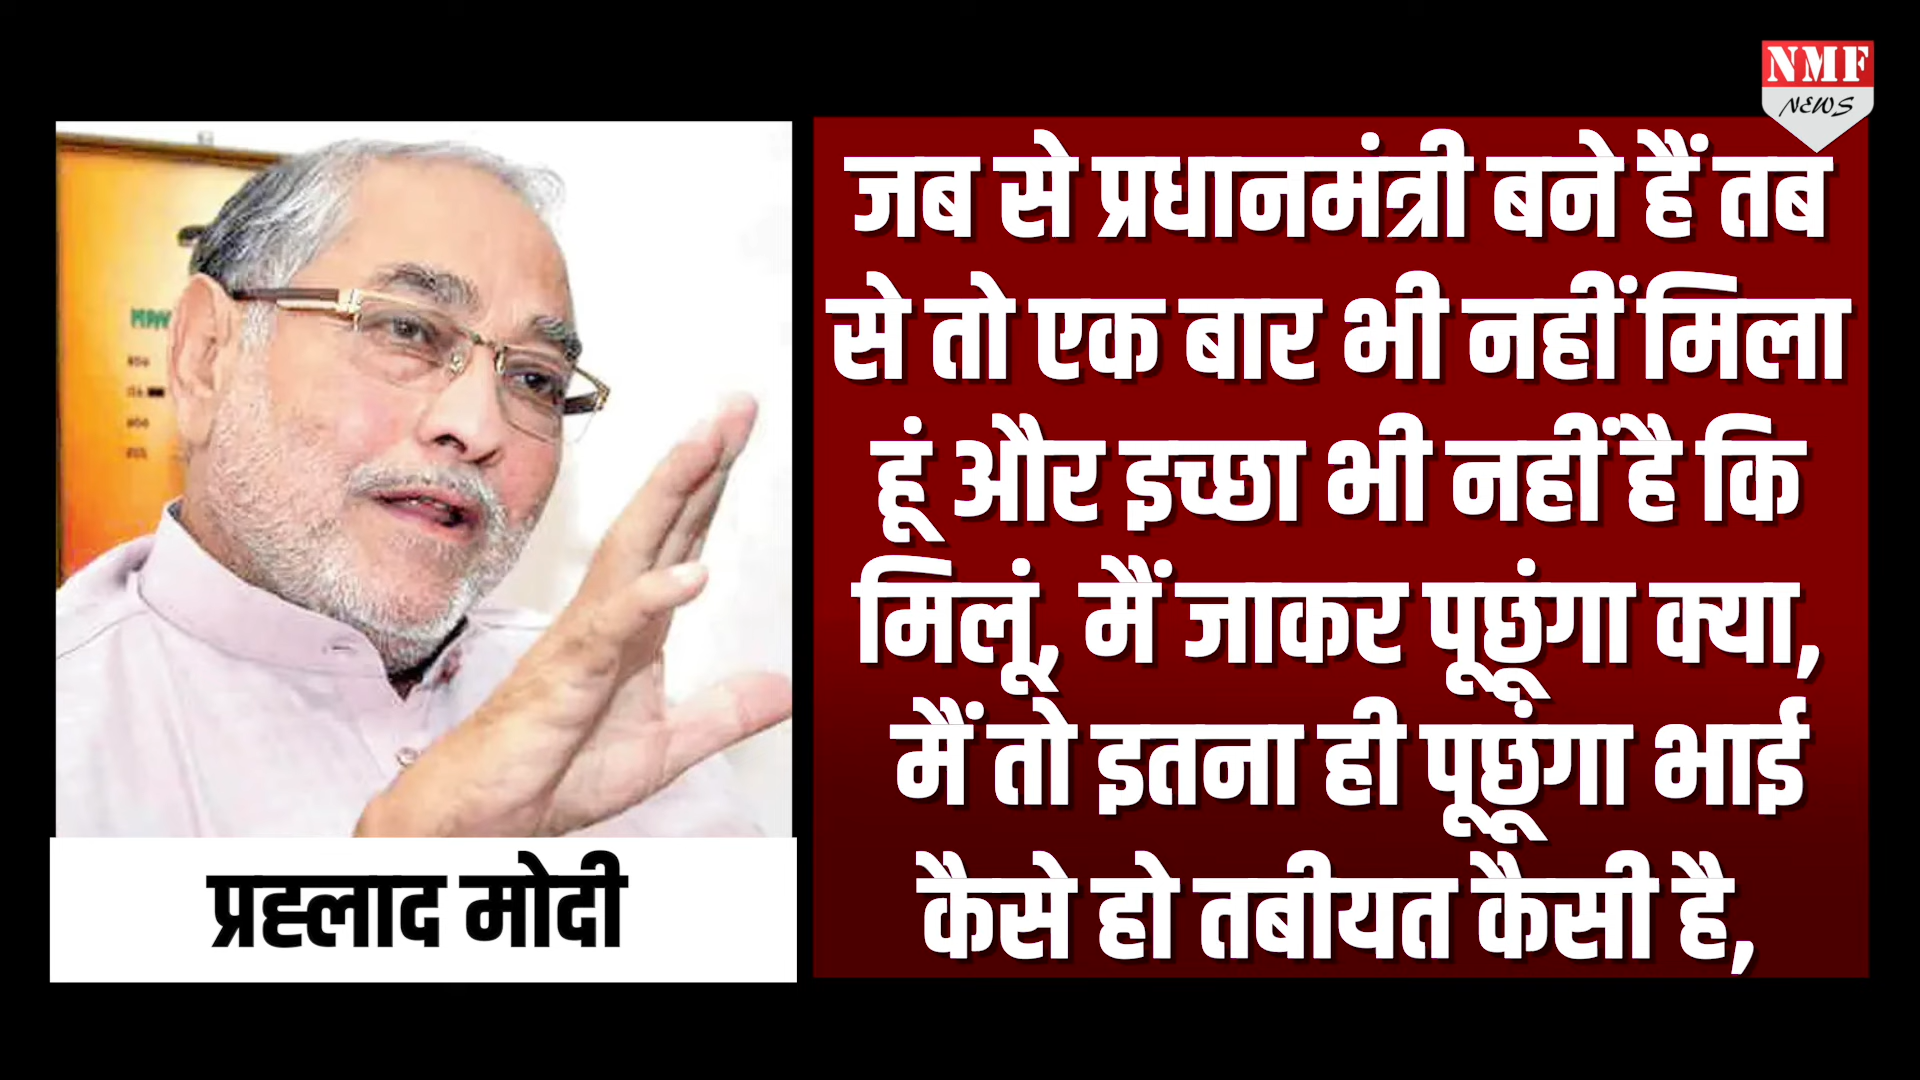 NMF
NEWS
जब से प्रधानमंत्री बने हैं तब
से तो एक बार भी नहीं मिला
हूं और इच्छा भी नहीं है कि
मिलूं, मैं जाकर पूछूंगा क्या,
मैं तो इतना ही पूछूंगा भाई
कैसे हो तबीयत कैसी है,
प्रह्लाद मोदी